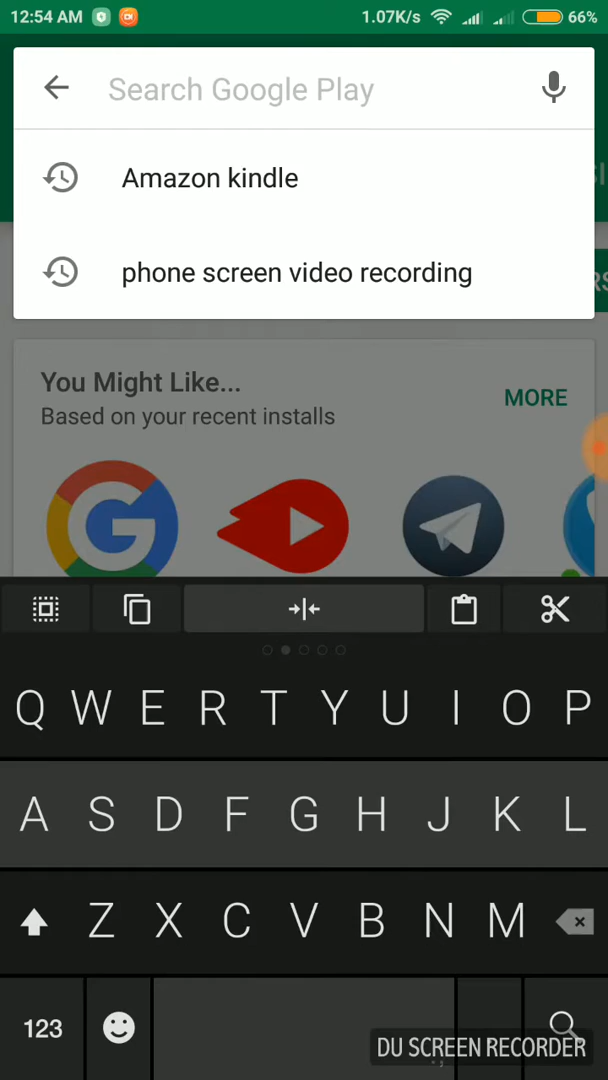 12:54 AM 1.07K/s 66%
Search Google Play
Amazon kindle
phone screen video recording
You Might Like...
MORE
Based on your recent installs
Q W E R T Y U I O P
A S D F G H J K L
Z X C V B N M
123
DU SCREEN RECORDER